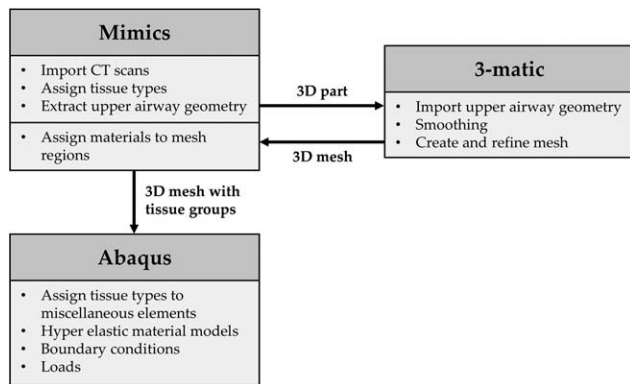 Mimics
• Import CT scans
• Assign tissue types
• Extract upper airway geometry
• Assign materials to mesh
regions
3D part
3D mesh
3-matic
• Import upper airway geometry
• Smoothing
• Create and refine mesh
3D mesh with
tissue groups
Abaqus
• Assign tissue types to
miscellaneous elements
• Hyper elastic material models
• Boundary conditions
• Loads